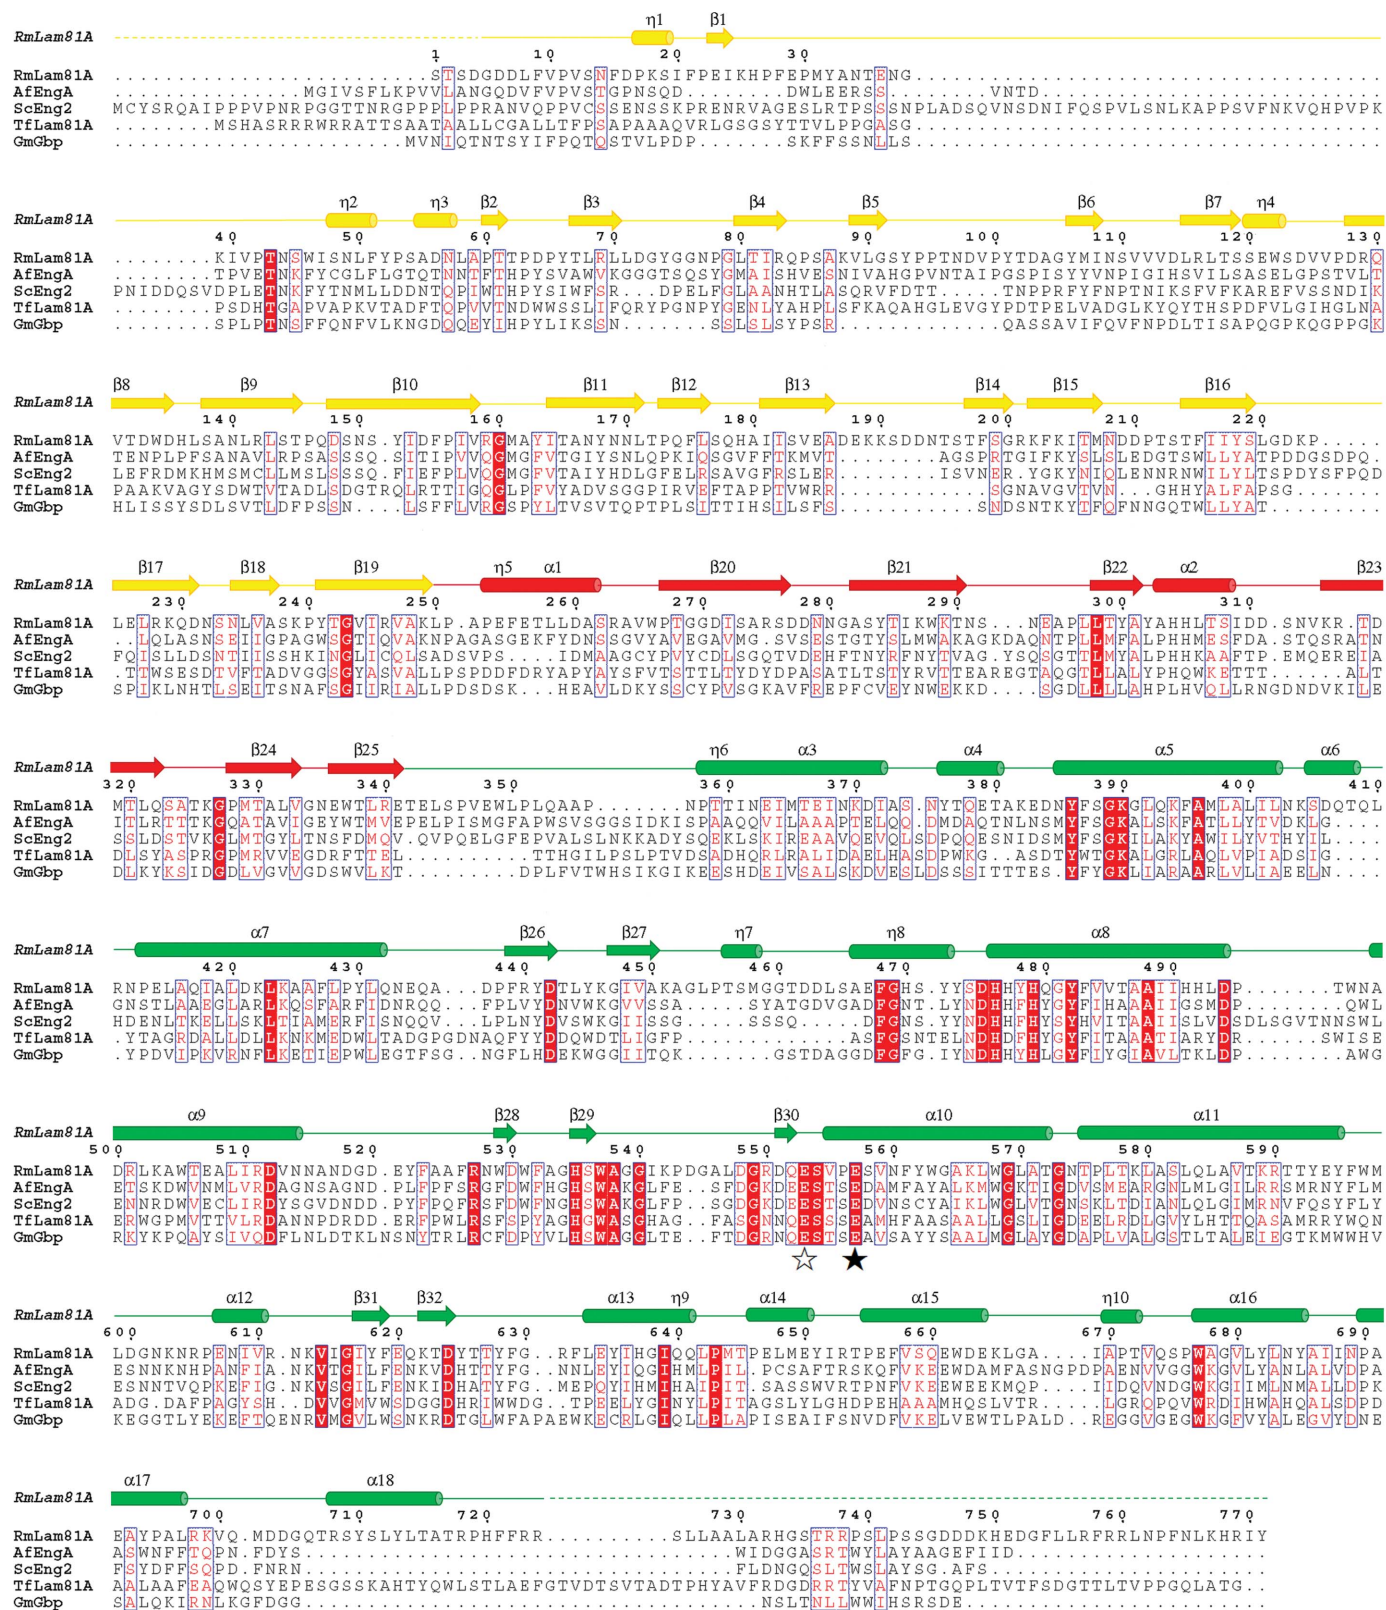 η1 β1
RmLam81A
1 10 20 30
RmLam81A ..........................STSDGDDLFVPVSNFDPKSIFPEIKHPFEPMYANTENG.....................................
AfEngA ...............MGIVSFLKPVVLANGQDVFVPVSTGPNSQD.......DWLEERSS......VNTD...........................
ScEng2 MCYSRQAIPPPVPNRPGGTTNRGPPPLPPRANVQPPVCSSENSSKPRENRVAGESLRTPSSSNPLADSQVNSDNIFQSPVLSNLKAPPSVFNKVQHPVPK
TfLam81A ........MSHASRRRWRRATTSAATAALLCGALLTFPSAPAAAQVRLGSGSYTTVLPPGASG.....................................
GmGbp .......................MVNIQTNTSYIFPQTQSTVLPDP.......SKFFSSNLLS.....................................
η2 η3 β2 β3 β4 β5 β6 β7 η4
RmLam81A
40 50 60 70 80 90 100 110 120 130
RmLam81A ........KIVPTNSWISNLFYPSADNLAPTTPDPYTLRLLDGYGGNPGLTIRQPSAKVLGSYPPTNDVPYTDAGYMINSVVVDLRLTSSEWSDVVPDRQ
AfEngA ........TPVETNKFYCGLFLGTQTNNTFTHPYSVAWVKGGGTSQSYGMAISHVESNIVAHGPVNTAIPGSPISYYVNPIGIHSVILSASELGPSTVLT
ScEng2 PNIDDQSVDPLETNKFYTNMLLDDNTQPIWTHPYSIWFSR...DPELFGLAANHTLASQRVFDTT....TNPPRFYFNPTNIKSFVFKAREFVSSNDIK
TfLam81A ........PSDHTGAPVAPKVTADFTQPVVTNDWWSSLIFQRYPGNPYGENLYAHPLSFKAQAHGLEVGYPDTPELVADGLKYQYTHSPDFVLGIHGLNA
GmGbp ........SPLPTNSFFQNFVLKNGDQQEYIHPYLIKSSN........SSLSLSYPSR.............QASSAVIFQVFNPDLTISAPQGPKQGPPGK
β8 β9 β10 β11 β12 β13 β14 β15 β16
RmLam81A
140 150 160 170 180 190 200 210 220
RmLam81A VTDWDHLSANLRLSTPQDSNS.YIDFPIVRGMAYITANYNNLTPQFLSQHAIISVEADEKKSDDNTSTFSGRKFKITMNDDPTSTFIIYSLGDKP.....
AfEngA TENPLPFSANAVLRPSASSSQ.SITIPVVQGMGFVTGIYSNLQPKIQSGVFFTKMVT.........AGSPRTGIFKYSLSLEDGTSWLLYATPDDGSDPQ.
ScEng2 LEFRDMKHMSMCLLMSLSSSQ.FIEFPLVQGMGFVTAIYHDLGFELRSAVGFRSLER.........ISVNER.YGKYNIQLENNRNWILYLTSPDYSFPQD
TfLam81A PAAKVAGYSDWTVTADLSDGTRQLRTTIGQGLPFVYADVSGGPIRVEFTAPPTVWRR............SGNAVGVTVN...GHHYALFAPSG.......
GmGbp HLISSYSDLSVTLDFPSSN...LSFFLVRGSPYLTVSVTQPTPLSITTIHSILSFS............SNDSNTKYTFQFNNGQTWLLYAT.........
β17 β18 β19 η5 α1 β20 β21 β22 α2 β23
RmLam81A
230 240 250 260 270 280 290 300 310
RmLam81A LELRKQDNSNLVASKPYTGVIRVAKLP.APEFETLLDASRAVWPTGGDISARSDDNNGASYTIKWKTNS...NEAPLLTYAYAHHLTSIDD.SNVKR.TD
AfEngA ..LQLASNSEIIGPAGWSGTIQVAKNPAGASGEKFYDNSSGVYAVEGAVMG.SVSESTGTYSLMWAKAGKDAQNTPLLMFALPHHMESFDA.STQSRATN
ScEng2 FQISLLDSNTIISSHKINGLICQLSADSVPS....IDMAAGCYPVYCDLSGQTVDEHFTNYRFNYTVAG.YSQSGTTLMYALPHHKAAFTP.EMQEREIA
TfLam81A .TTWSESDTVFTADVGGSGYASVALLPSPDDFDRYAPYAYSFVTSTTLTYDYDPASATLTSTYRVTTEAREGTAQGTLLALYPHQWKETTT.....ALT
GmGbp SPIKLNHTLSEITSNAFSGIIRIALLPDSDSK...HEAVLDKYSSCYPVSGKAVFREPFCVEYNWEKKD....SGDLLLLAHPLHVQLLRNGDNDVKILE
β24 β25 η6 α3 α4 α5 α6
RmLam81A
320 330 340 350 360 370 380 390 400 410
RmLam81A MTLQSATKGPMTALVGNEWTLRETELSPVEWLPLQAAP........NPTTINEIMTEINKDIAS.NYTQETAKEDNYFSGKGLQKFAMLALILNKSDQTQL
AfEngA ITLRTTTKGQATAVIGEYWTMVEPELPISMGFAPWSVSGGSIDKISPAAQQVILAAAPTELQQ.DMDAQTNLNSMYFSGKALSKFATLLYTVDKLG....
ScEng2 SSLDSTVKGLMTGYLTNSFDMQV.QVPQELGFEPVALSLNKKADYSQEKLSKIREAAVQEVQLSDPQQESNIDSMYFSGKILAKYAWILYVTHYIL....
TfLam81A DLSYASPRGPMRVVEGDRFTTEL..........TTHGILPSLPTVDSADHQRLRALIDAELHASDPWKG..ASDTYWTGKALGRLAQLVPIADSIG....
GmGbp DLKYKSIDGDLVGVVGDSWVLKT.........DPLFVTWHSIKGIKEESHDEIVSALSKDVESLDSSSITTTES.YFYGKLIARAARLVLIAEELN....
α7 β26 β27 η7 η8 α8
RmLam81A
420 430 440 450 460 470 480 490
RmLam81A RNPELAQIALDKLKAAFLPYLQNEQA...DPFRYDTLYKGIVAKAGLPTSMGGTDDLSAEFGHS.YYSDHHYHQGYFVVTAAIIHHLDP.......TWNA
AfEngA GNSTLAAEGLARLKQSFARFIDNRQQ...FPLVYDNVWKGVVSSA......SYATGDVGADFGNT.LYNDHHFHYGYFIHAAAIIGSMDP.......QWL
ScEng2 HDENLTKELLSKLTIAMERFISNQQV...LPLNYDVSWKGIISSG......SSSQ....DFGNS.YYNDHHFHYSYHVITAAIISLVDSDLSGVTNNSWL
TfLam81A .YTAGRDALLDLLKNKMEDWLTADGPGDNAQFYYDDQWDTLIGFP.......DAGGSFGSNTELNDHDFHYGYFITAAATIARYDR.......SWISE
GmGbp .YPDVIPKVRNFLKETIEPWLEGTFSG..NGFLHDEKWGGIITQK.......GSTDAGGDFGFG.IYNDHHYHLGYFIYGIAVLTKLDP.......AWG
α9 β28 β29 β30 α10 α11
RmLam81A
500 510 520 530 540 550 560 570 580 590
RmLam81A DRLKAWTEALIRDVNNANDGD.EYFAAFRNWDWFAGHSWAGGIKPDGALDGRDQESVPESVNFYWGAKLWGLATGNTPLTKLASLQLAVTKRTTYEYFWM
AfEngA ETSKDWVNMLVRDAGNSAGND.PLFPFSRGFDWFHGHSWAKGLFE..SFDGKDEESTSEDAMFAYALKMWGKTIGDVSMEARGNLMLGILRRSMRNYFLM
ScEng2 ENNRDWVECLIRDYSGVDNDD.PYFPQFRSFDWFNGHSWAKGLFP..SGDGKDEESTSEDVNSCYAIKLWGLVTGNSKLTDIANLQLGIMRNVFQSYFLY
TfLam81A ERWGPMVTTVLRDANNPDRDD.ERFPWLRSFSPYAGHGWASGHAG.FASGNNQESTSEAMHFAASAALLGSLIGDEELRDLGVYLHTTQASAMRRYWQN
GmGbp RKYKPQAYSIVQDFLNLDTKLNSNYTRLRCFDPYVLHSWAGGLTE..FTDGRNQESTSEAVSAYYSAALMGLAYGDAPLVALGSTLTALEIEGTKMWWHV
☆ ★
α12 β31 β32 α13 η9 α14 α15 α16
RmLam81A
600 610 620 630 640 650 660 670 680 690
RmLam81A LDGNKNRPENIVR.NKVIGIYFEQKTDYTTYFG..RFLEYIHGIQQLPMTPELMEYIRTPEFVSQEWDEKLGA....APTVQSPWAGVLYLNYAIINPA
AfEngA ESNNKNHPANFIA.NKVTGILFENKVDHTTYFG..NNLEYIQGIHMLPIL.PCSAFTRSKQFVKEEWDAMFASNGPDPAENVVGGWKGVLYANLALVDPA
ScEng2 ESNNTVQPKEFIG.NKVSGILFENKIDHATYFG..MEPQYIHMIHALPIT.SASSWVRTPNFVKEEWEEKMQP....IIDQVNDGWKGIIMLNMALLDPK
TfLam81A ADG.DAFPAGYSH..DVVGMVWSDGGDHRIWWDG.TPEELYGINYLPITAGSLYLGHDPEHAAAMHQSLVTR....LGRQPQVWRDIHWAHQALSDPD
GmGbp KEGGTLYEKEFTQENRVMGVLWSNKRDTGLWFAPAEWKECRLGIQLLPLAPISEAIFSNVDFVKELVEWTLPALD.REGGVGEGWKGFVYALEGVYDNE
α17 α18
RmLam81A
700 710 720 730 740 750 760 770
RmLam81A EAYPALRKVQ.MDDGQTRSYSLYLTATRPHFFRR..........SLLAALARHGSTRRPSLPSSGDDDKHEDGFLLRFRRLNPFNLKHRIY
AfEngA ASWNFFTQPN.FDYS..................................WIDGGASRTWYLAYAAGEFIID....................
ScEng2 FSYDFFSQPD.FNRN..................................FLDNGQSLTWSLAYSG.AFS......................
TfLam81A AALAAFEAQWQSYEPESGSSKAHTYQWLSTLAEFGTVDTSVTADTPHYAVFRDGDRRTYVAFNPTGQPLTVTFSDGTTLTVPPGQLATG..
GmGbp SALQKIRNLKGFDGG....................................NSLTNLLWWIHSRSDE........................